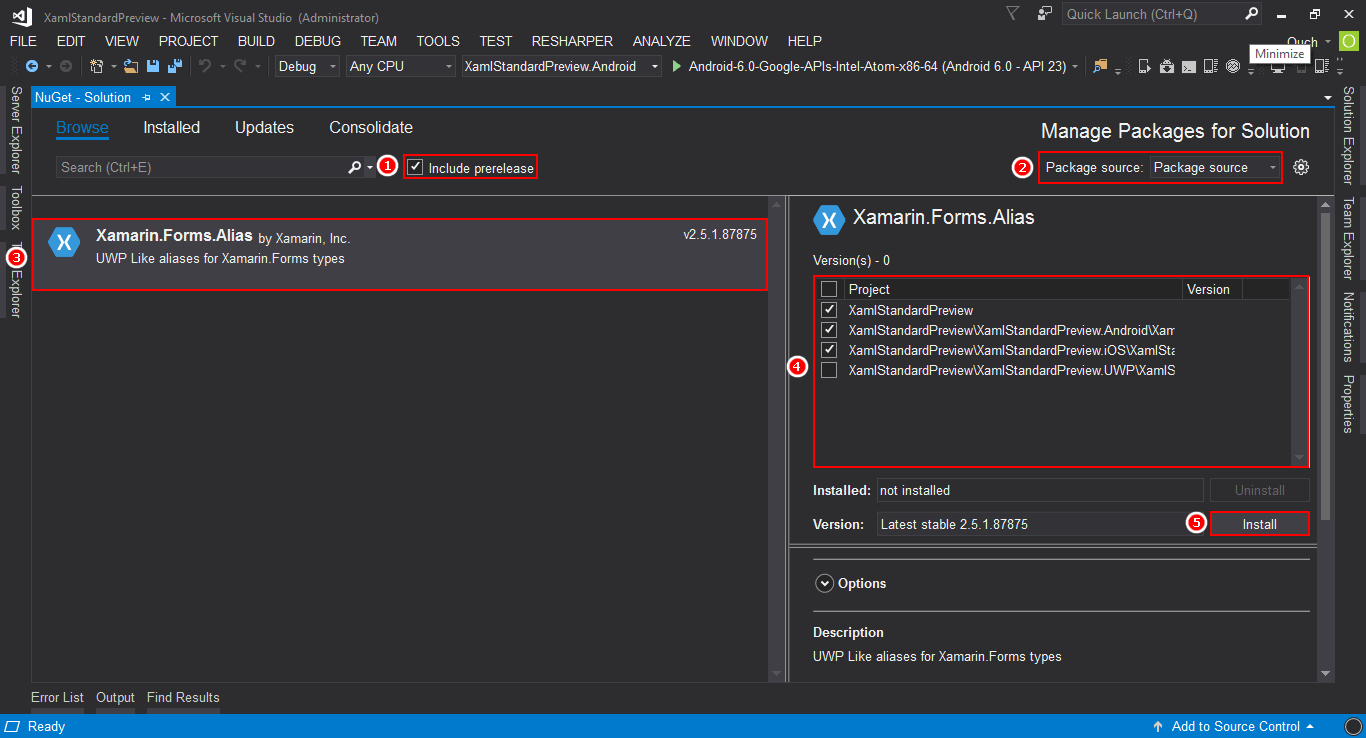 XamlStandardPreview - Microsoft Visual Studio (Administrator)
Quick Launch (Ctrl+Q)
FILE EDIT VIEW PROJECT BUILD DEBUG TEAM TOOLS TEST RESHARPER ANALYZE WINDOW HELP
Ouch
O
Minimize
Debug
Any CPU
XamlStandardPreview.Android
Android-6.0-Google-APIs-Intel-Atom-x86-64 (Android 6.0 - API 23)
Server Explorer
Toolbox
Explorer
NuGet - Solution
Browse Installed Updates Consolidate
Manage Packages for Solution
Search (Ctrl+E)
1
Include prerelease
2
Package source: Package source
3
Xamarin.Forms.Alias by Xamarin, Inc.
v2.5.1.87875
UWP Like aliases for Xamarin.Forms types
Xamarin.Forms.Alias
Version(s) - 0
Project Version
XamlStandardPreview
XamlStandardPreview\XamlStandardPreview.Android\Xam
XamlStandardPreview\XamlStandardPreview.iOS\XamlSta
4
XamlStandardPreview\XamlStandardPreview.UWP\XamlS
Installed: not installed Uninstall
Version: Latest stable 2.5.1.87875
5
Install
Options
Description
UWP Like aliases for Xamarin.Forms types
Solution Explorer
Team Explorer
Notifications
Properties
Error List Output Find Results
Ready
Add to Source Control